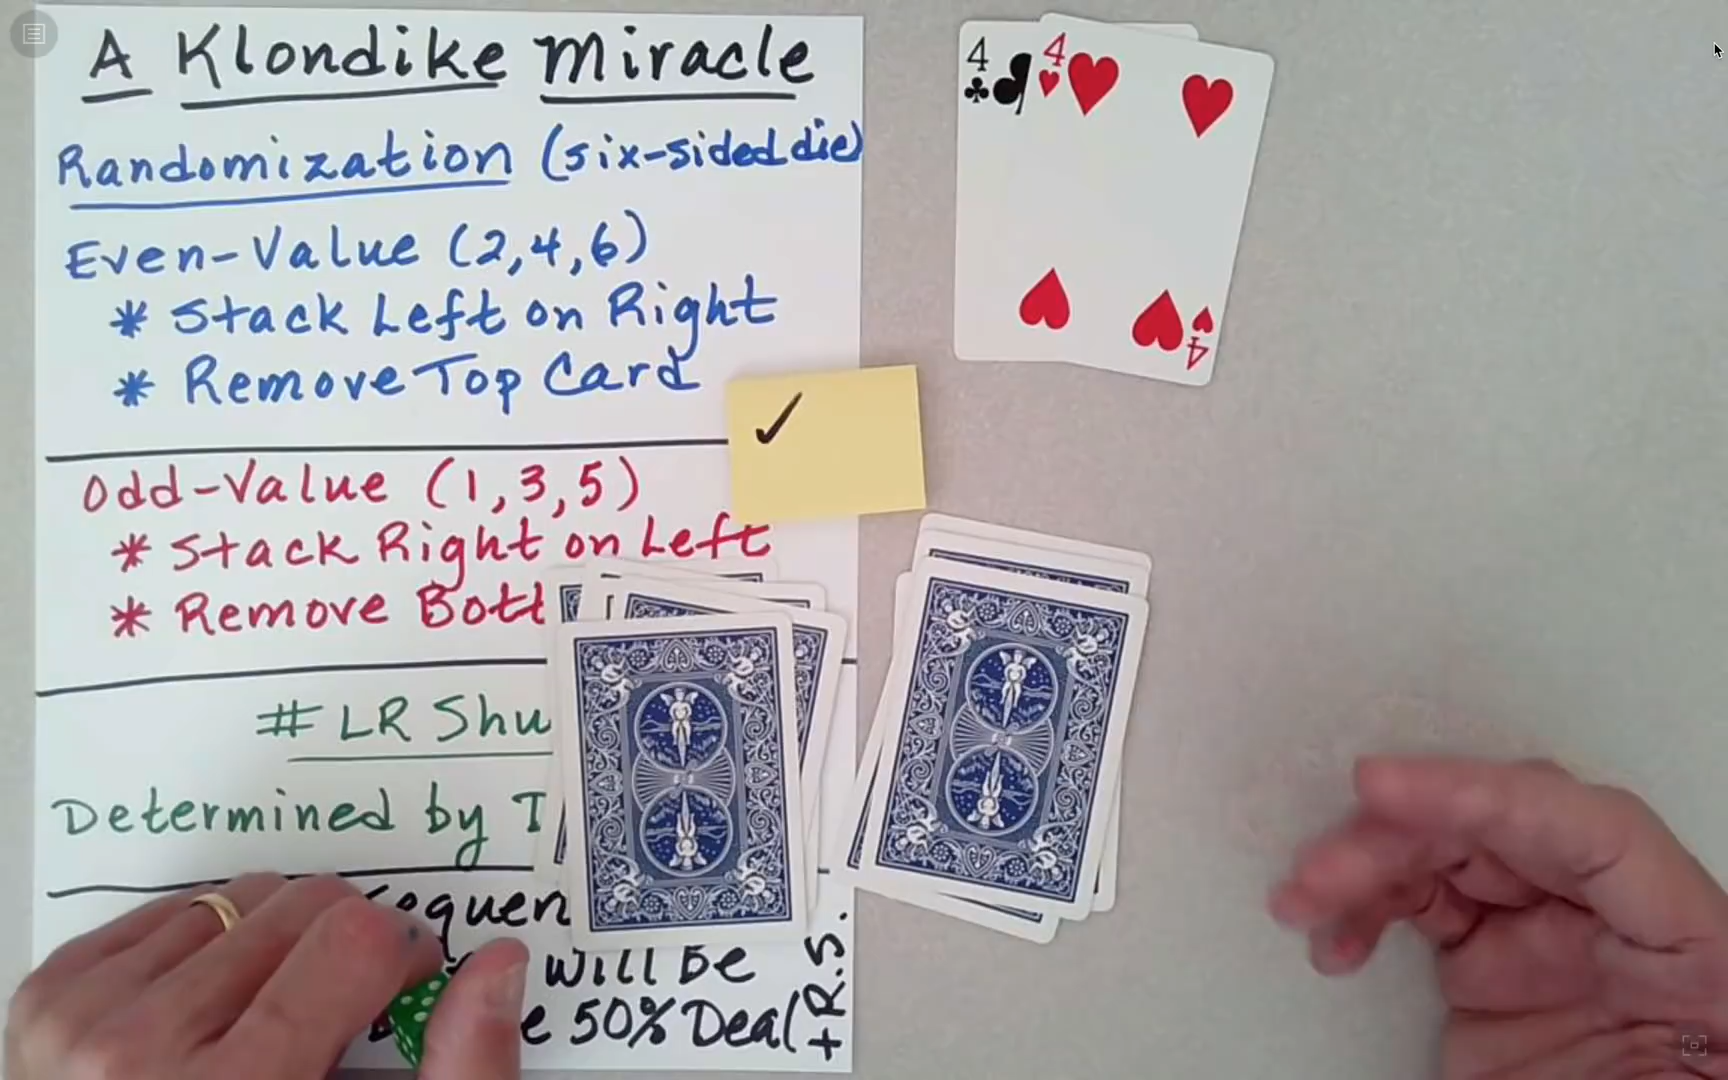 A Klondike Miracle
Randomization (six-sided die)
Even-Value (2,4,6)
* Stack Left on Right
* Remove Top Card
✓
Odd-Value (1,3,5)
* Stack Right on Left
* Remove Bott
# LR Shu
Determined by T
equen
will Be
e 50% Deal
+R.S.
4
4
4